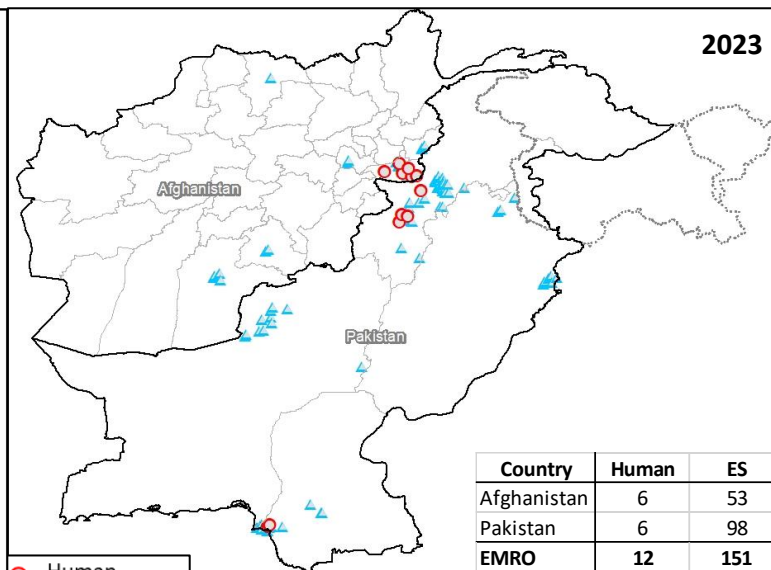 2023
Afghanistan
Pakistan
Country Human ES
Afghanistan 6 53
Pakistan 6 98
EMRO 12 151
Human